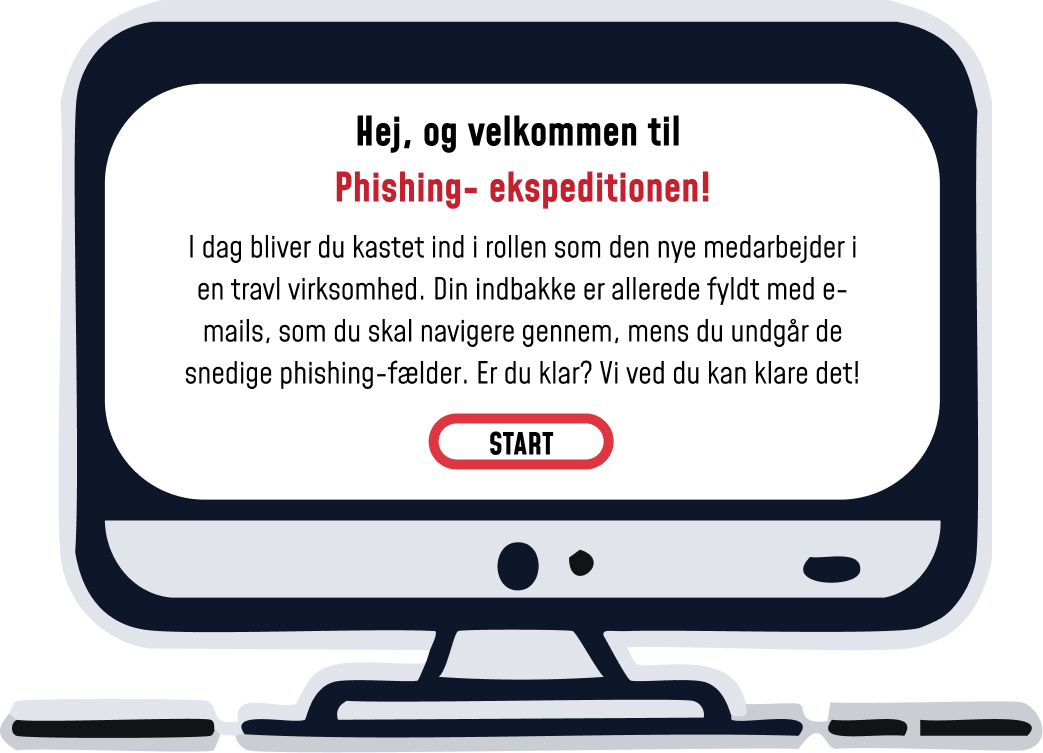 Hej, og velkommen til
Phishing- ekspeditionen!
I dag bliver du kastet ind i rollen som den nye medarbejder i
en travl virksomhed. Din indbakke er allerede fyldt med e-
mails, som du skal navigere gennem, mens du undgår de
snedige phishing-fælder. Er du klar? Vi ved du kan klare det!
START